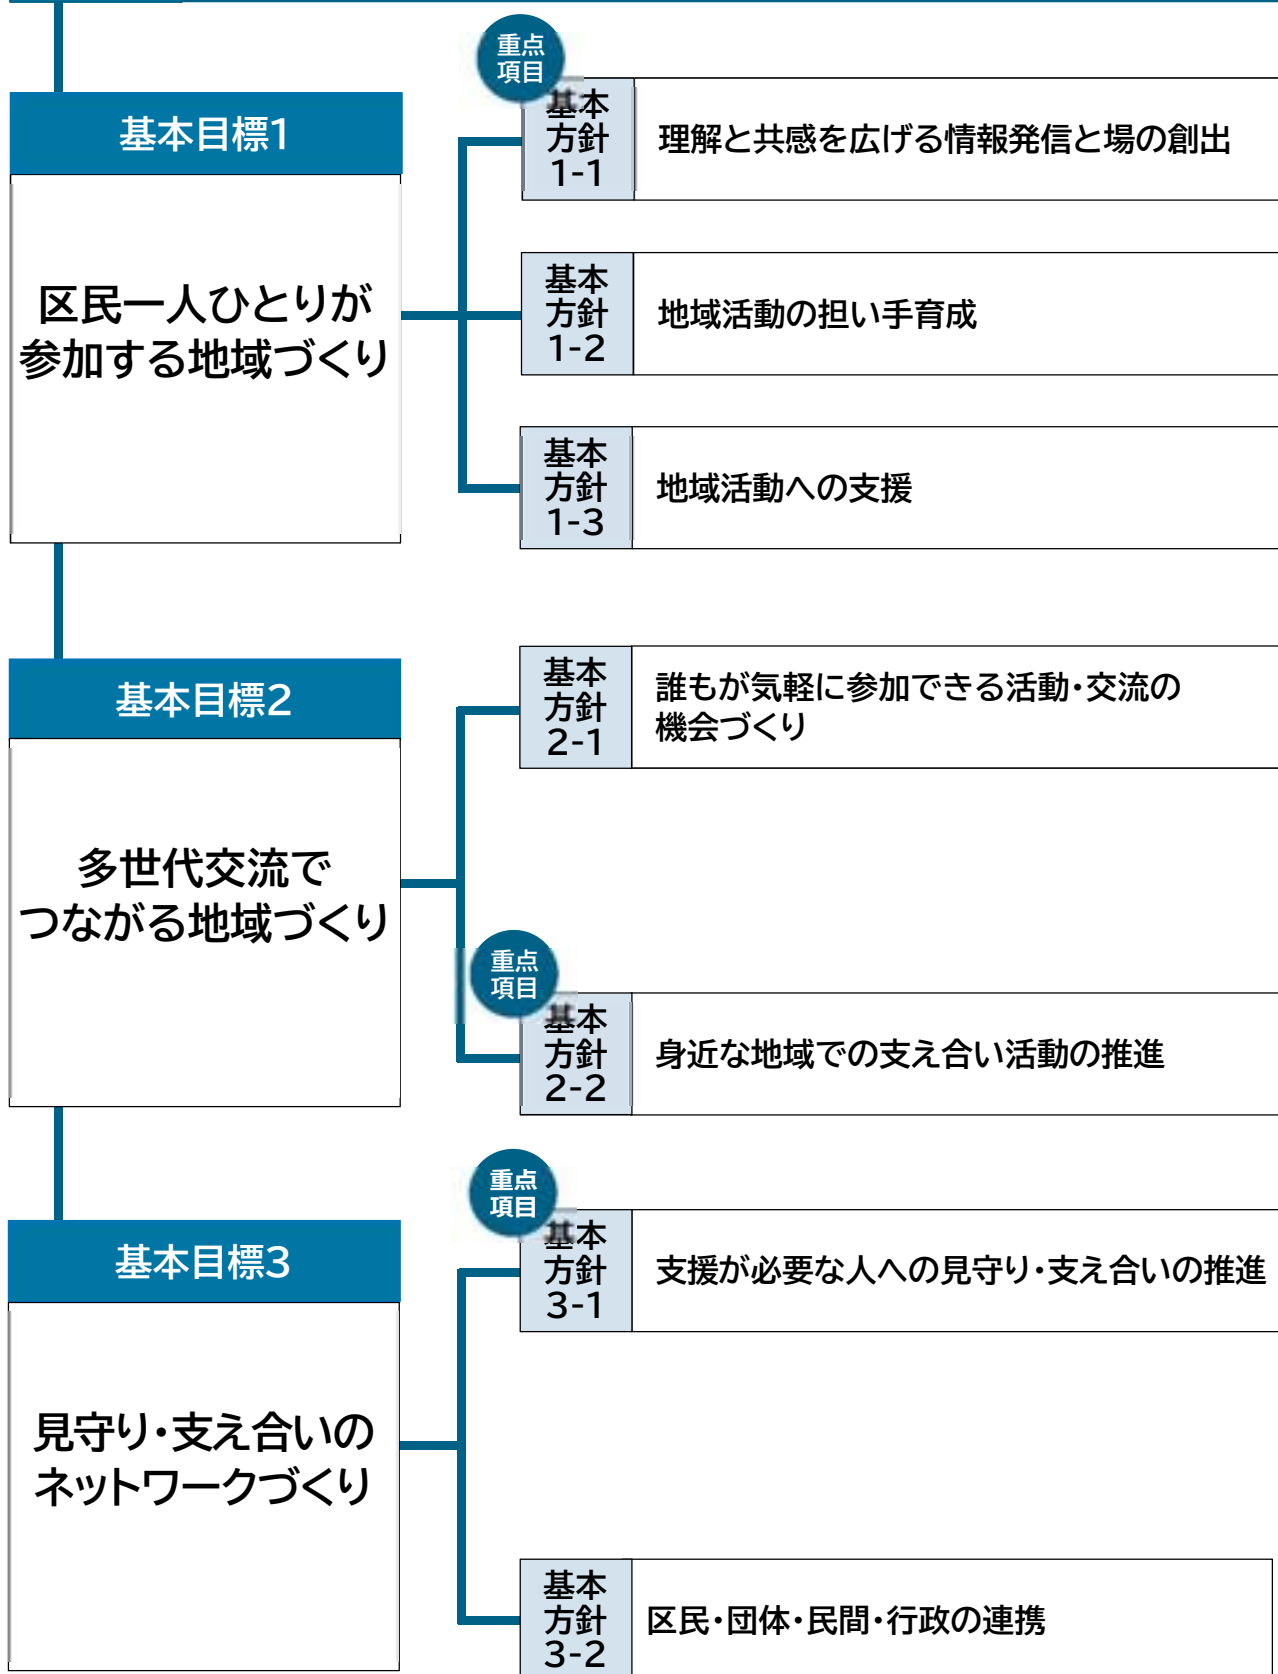 基本目標1
区民一人ひとりが
参加する地域づくり
重点
項目
基本
方針
1-1
理解と共感を広げる情報発信と場の創出
基本
方針
1-2
地域活動の担い手育成
基本
方針
1-3
地域活動への支援
基本目標2
多世代交流で
つながる地域づくり
基本
方針
2-1
誰もが気軽に参加できる活動・交流の
機会づくり
重点
項目
基本
方針
2-2
身近な地域での支え合い活動の推進
基本目標3
見守り・支え合いの
ネットワークづくり
重点
項目
基本
方針
3-1
支援が必要な人への見守り・支え合いの推進
基本
方針
3-2
区民・団体・民間・行政の連携